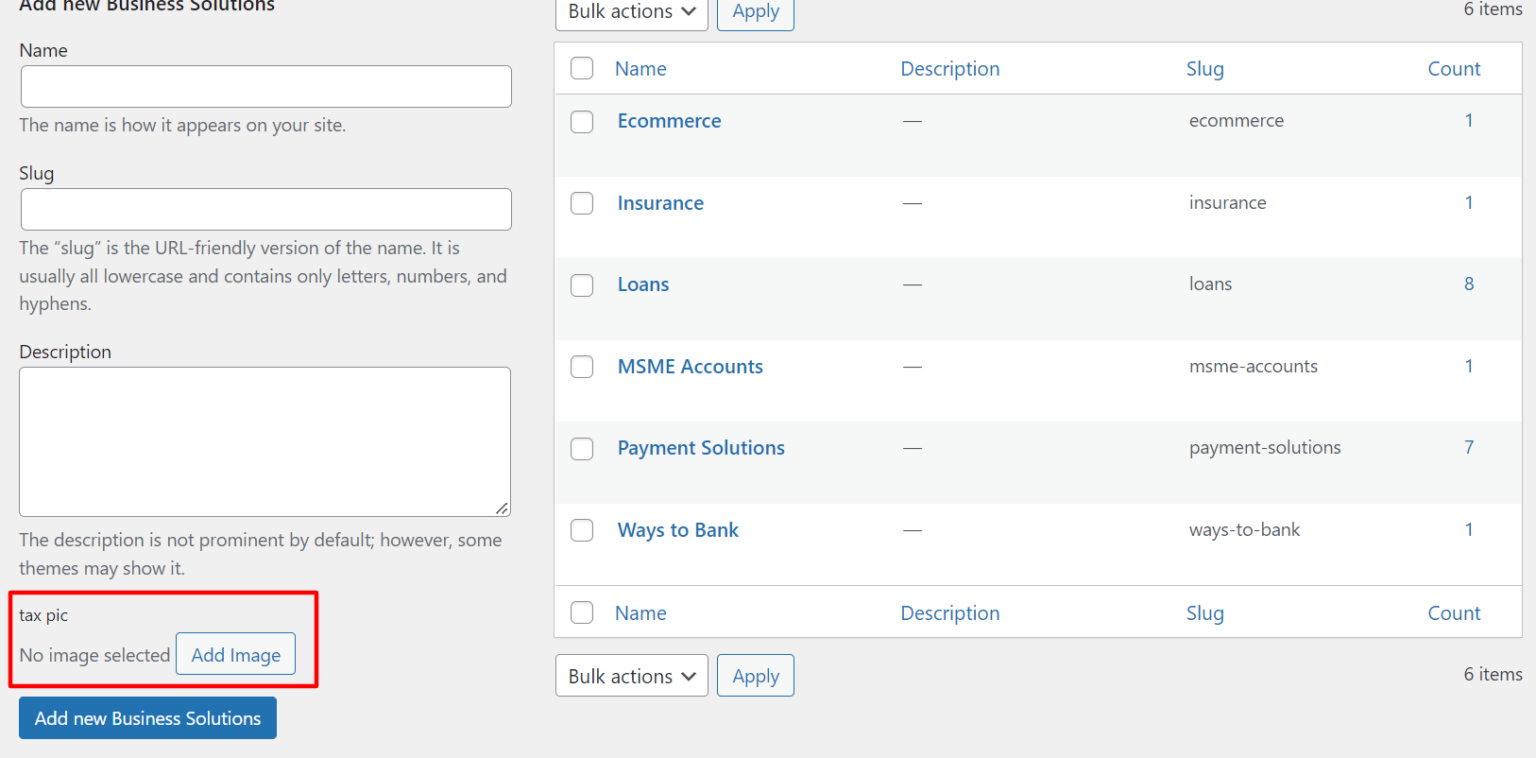 Add new Business Solutions
Name
The name is how it appears on your site.
Slug
The “slug” is the URL-friendly version of the name. It is
usually all lowercase and contains only letters, numbers, and
hyphens.
Description
The description is not prominent by default; however, some
themes may show it.
tax pic
No image selected Add Image
Add new Business Solutions
Bulk actions Apply 6 items
Name Description Slug Count
Ecommerce — ecommerce 1
Insurance — insurance 1
Loans — loans 8
MSME Accounts — msme-accounts 1
Payment Solutions — payment-solutions 7
Ways to Bank — ways-to-bank 1
Name Description Slug Count
Bulk actions Apply 6 items